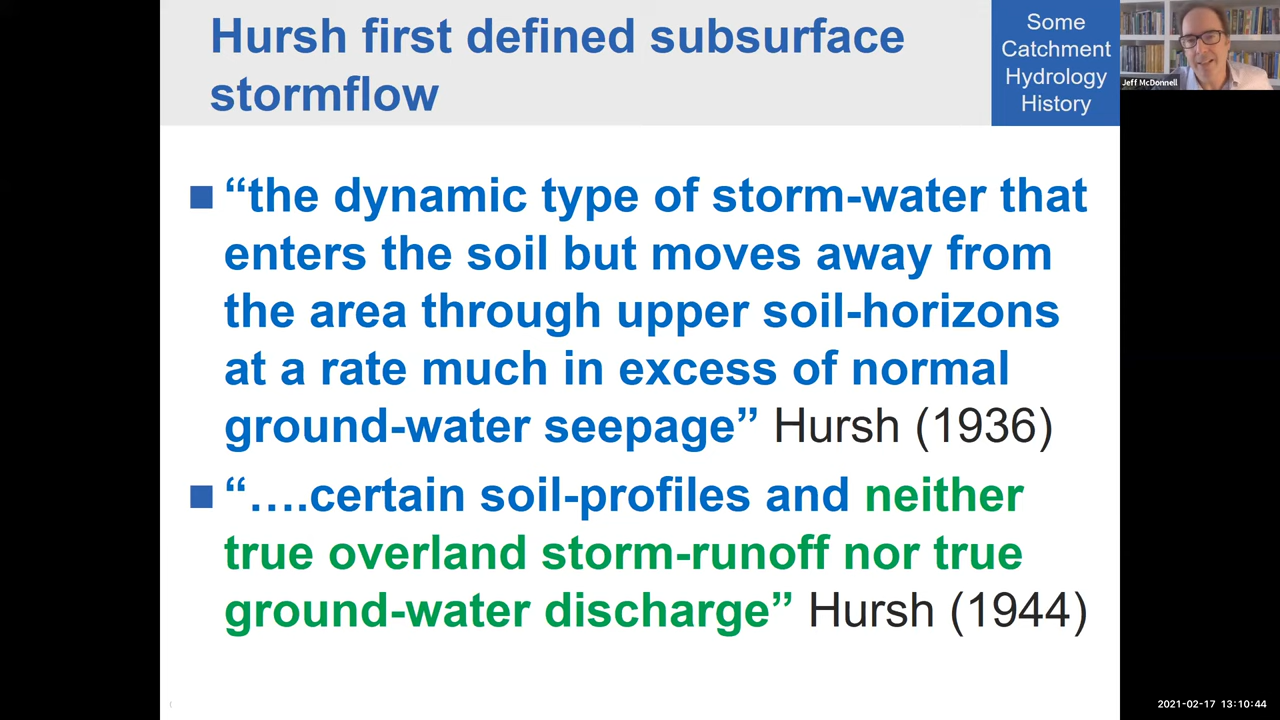 Hursh first defined subsurface
stormflow
Some
Catchment
Hydrology
History
Jeff McDonnell
“the dynamic type of storm-water that
enters the soil but moves away from
the area through upper soil-horizons
at a rate much in excess of normal
ground-water seepage” Hursh (1936)
“….certain soil-profiles and neither
true overland storm-runoff nor true
ground-water discharge” Hursh (1944)
2021-02-17 13:10:44